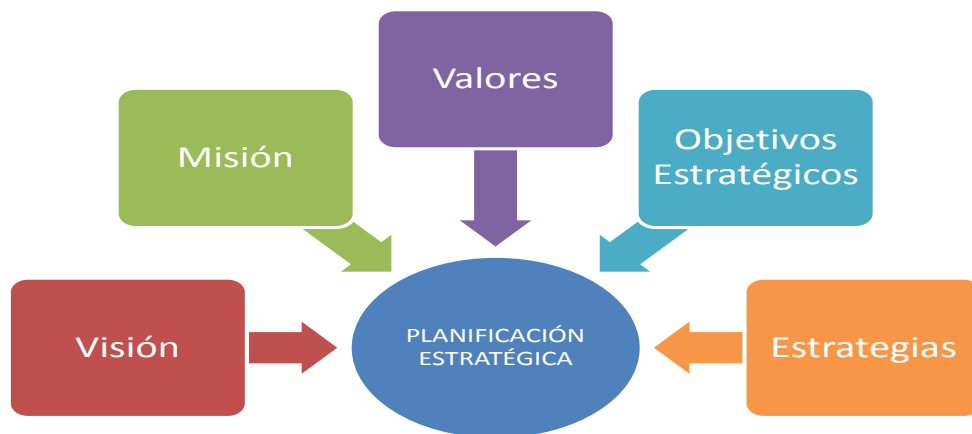 Valores
Misión
Objetivos
Estratégicos
Visión
PLANIFICACIÓN
ESTRATÉGICA
Estrategias